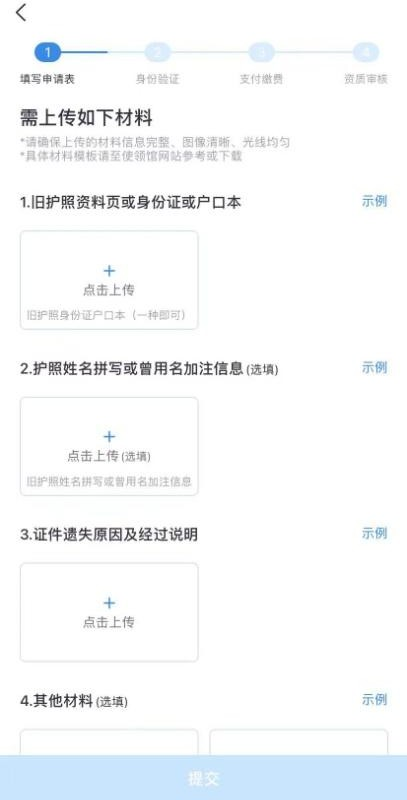 1 2 3 4
填写申请表 身份验证 支付缴费 资质审核
需上传如下材料
*请确保上传的材料信息完整、图像清晰、光线均匀
*具体材料模板请至使领馆网站参考或下载
1.旧护照资料页或身份证或户口本 示例
+
点击上传
旧护照身份证户口本（一种即可）
2.护照姓名拼写或曾用名加注信息(选填) 示例
+
点击上传(选填)
旧护照姓名拼写或曾用名加注信息
3.证件遗失原因及经过说明 示例
+
点击上传
4.其他材料(选填) 示例
提交